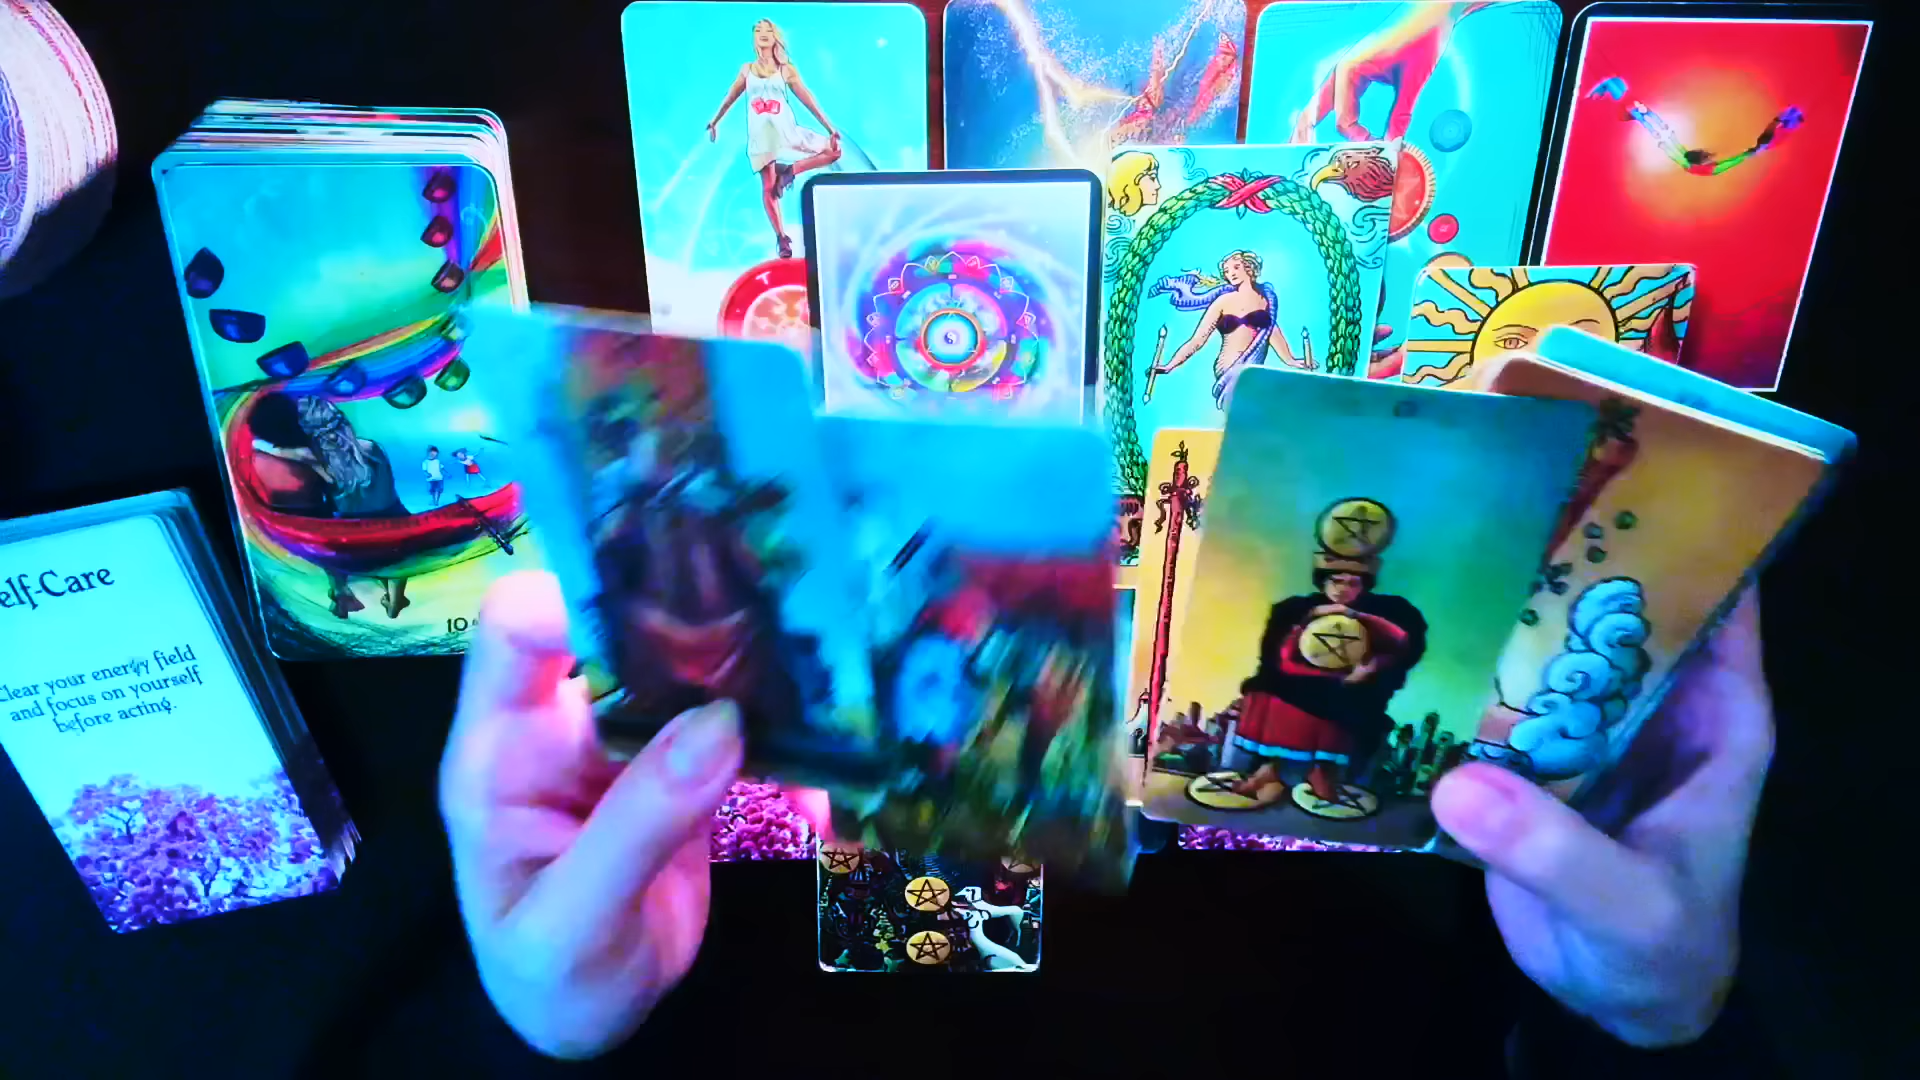 elf-Care
Clear your energy field
and focus on yourself
before acting.
10